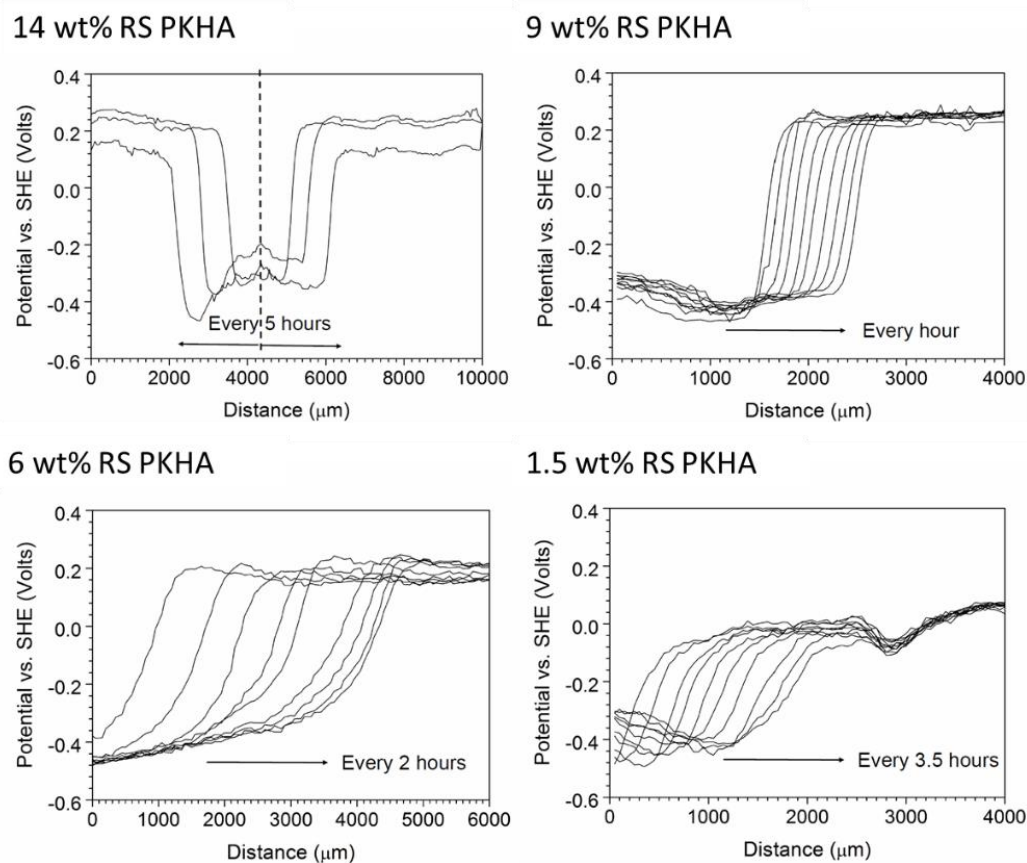 14 wt% RS PKHA
0.4
0.2
0.0
-0.2
-0.4
-0.6
Potential vs. SHE (Volts)
Every 5 hours
0 2000 4000 6000 8000 10000
Distance (μm)
9 wt% RS PKHA
0.4
0.2
0.0
-0.2
-0.4
-0.6
Potential vs. SHE (Volts)
Every hour
0 1000 2000 3000 4000
Distance (μm)
6 wt% RS PKHA
0.4
0.2
0.0
-0.2
-0.4
-0.6
Potential vs. SHE (Volts)
Every 2 hours
0 1000 2000 3000 4000 5000 6000
Distance (μm)
1.5 wt% RS PKHA
0.4
0.2
0.0
-0.2
-0.4
-0.6
Potential vs. SHE (Volts)
Every 3.5 hours
0 1000 2000 3000 4000
Distance (μm)